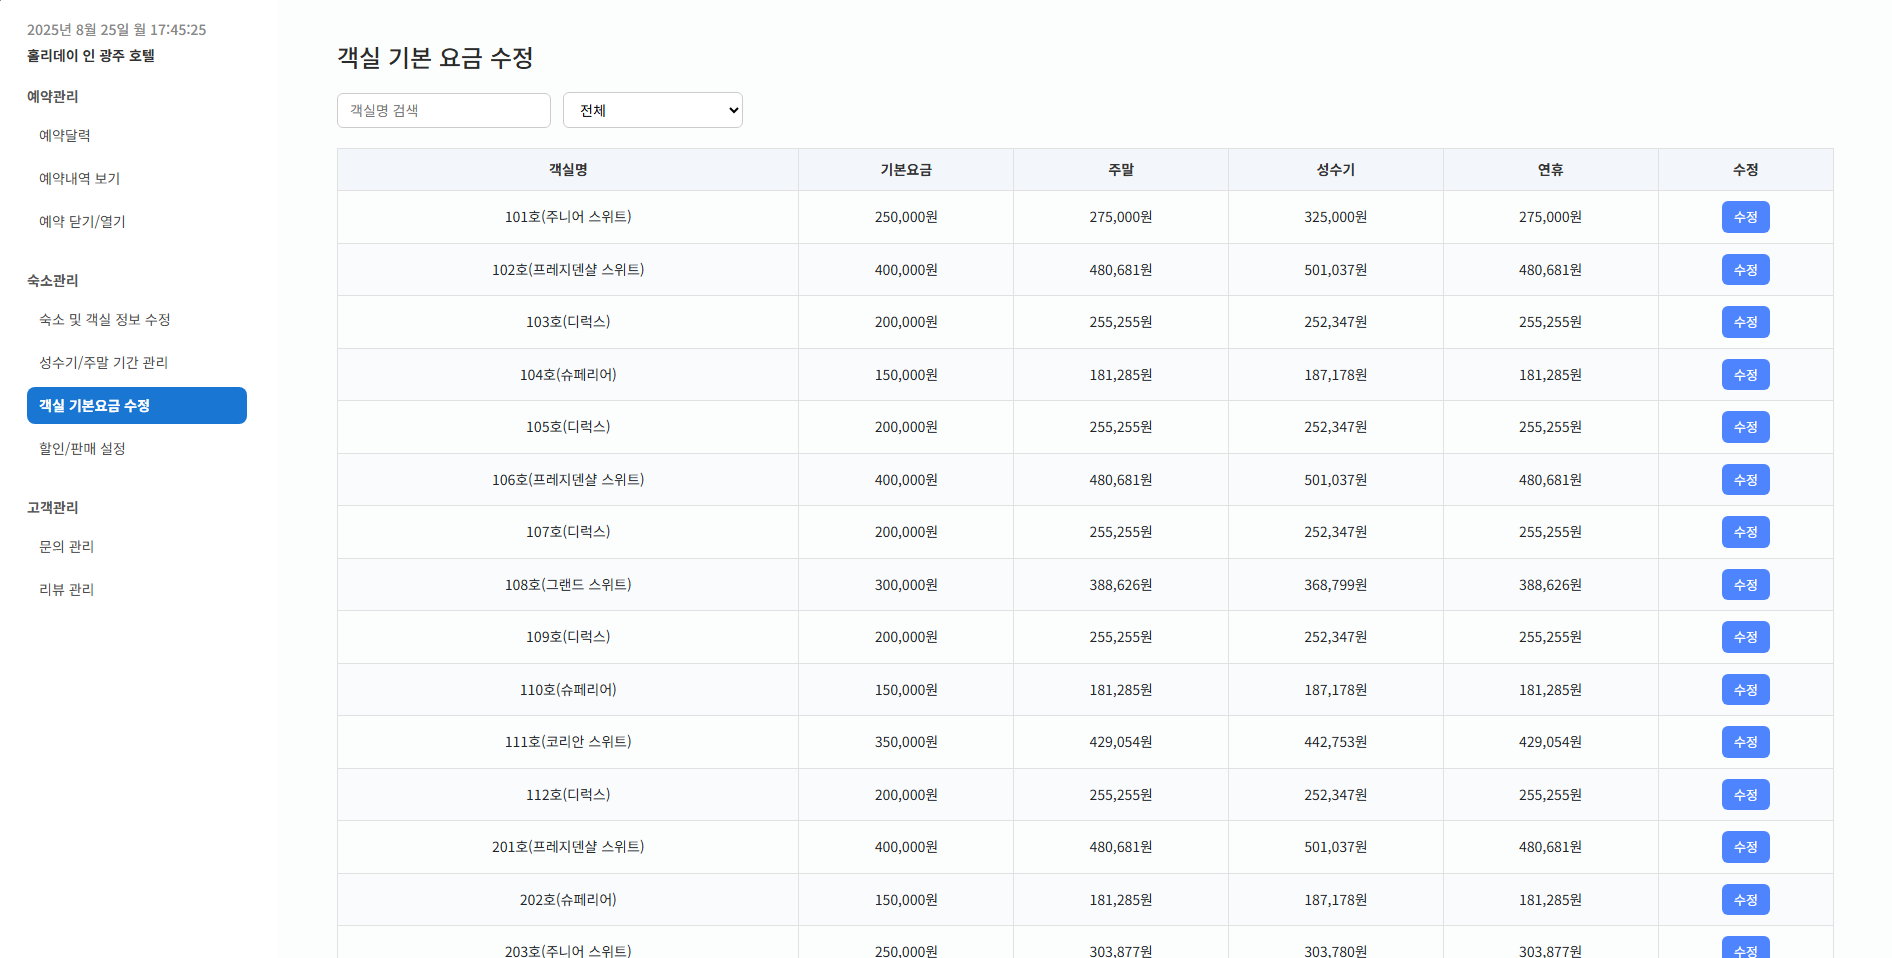 2025년 8월 25일 월 17:45:25
홀리데이 인 광주 호텔
예약관리
예약달력
예약내역 보기
예약 닫기/열기
숙소관리
숙소 및 객실 정보 수정
성수기/주말 기간 관리
객실 기본요금 수정
할인/판매 설정
고객관리
문의 관리
리뷰 관리
객실 기본 요금 수정
객실명 검색 전체
객실명 기본요금 주말 성수기 연휴 수정
101호(주니어 스위트) 250,000원 275,000원 325,000원 275,000원 수정
102호(프레지덴샬 스위트) 400,000원 480,681원 501,037원 480,681원 수정
103호(디럭스) 200,000원 255,255원 252,347원 255,255원 수정
104호(슈페리어) 150,000원 181,285원 187,178원 181,285원 수정
105호(디럭스) 200,000원 255,255원 252,347원 255,255원 수정
106호(프레지덴샬 스위트) 400,000원 480,681원 501,037원 480,681원 수정
107호(디럭스) 200,000원 255,255원 252,347원 255,255원 수정
108호(그랜드 스위트) 300,000원 388,626원 368,799원 388,626원 수정
109호(디럭스) 200,000원 255,255원 252,347원 255,255원 수정
110호(슈페리어) 150,000원 181,285원 187,178원 181,285원 수정
111호(코리안 스위트) 350,000원 429,054원 442,753원 429,054원 수정
112호(디럭스) 200,000원 255,255원 252,347원 255,255원 수정
201호(프레지덴샬 스위트) 400,000원 480,681원 501,037원 480,681원 수정
202호(슈페리어) 150,000원 181,285원 187,178원 181,285원 수정
203호(주니어 스위트) 250,000원 303,877원 303,780원 303,877원 수정